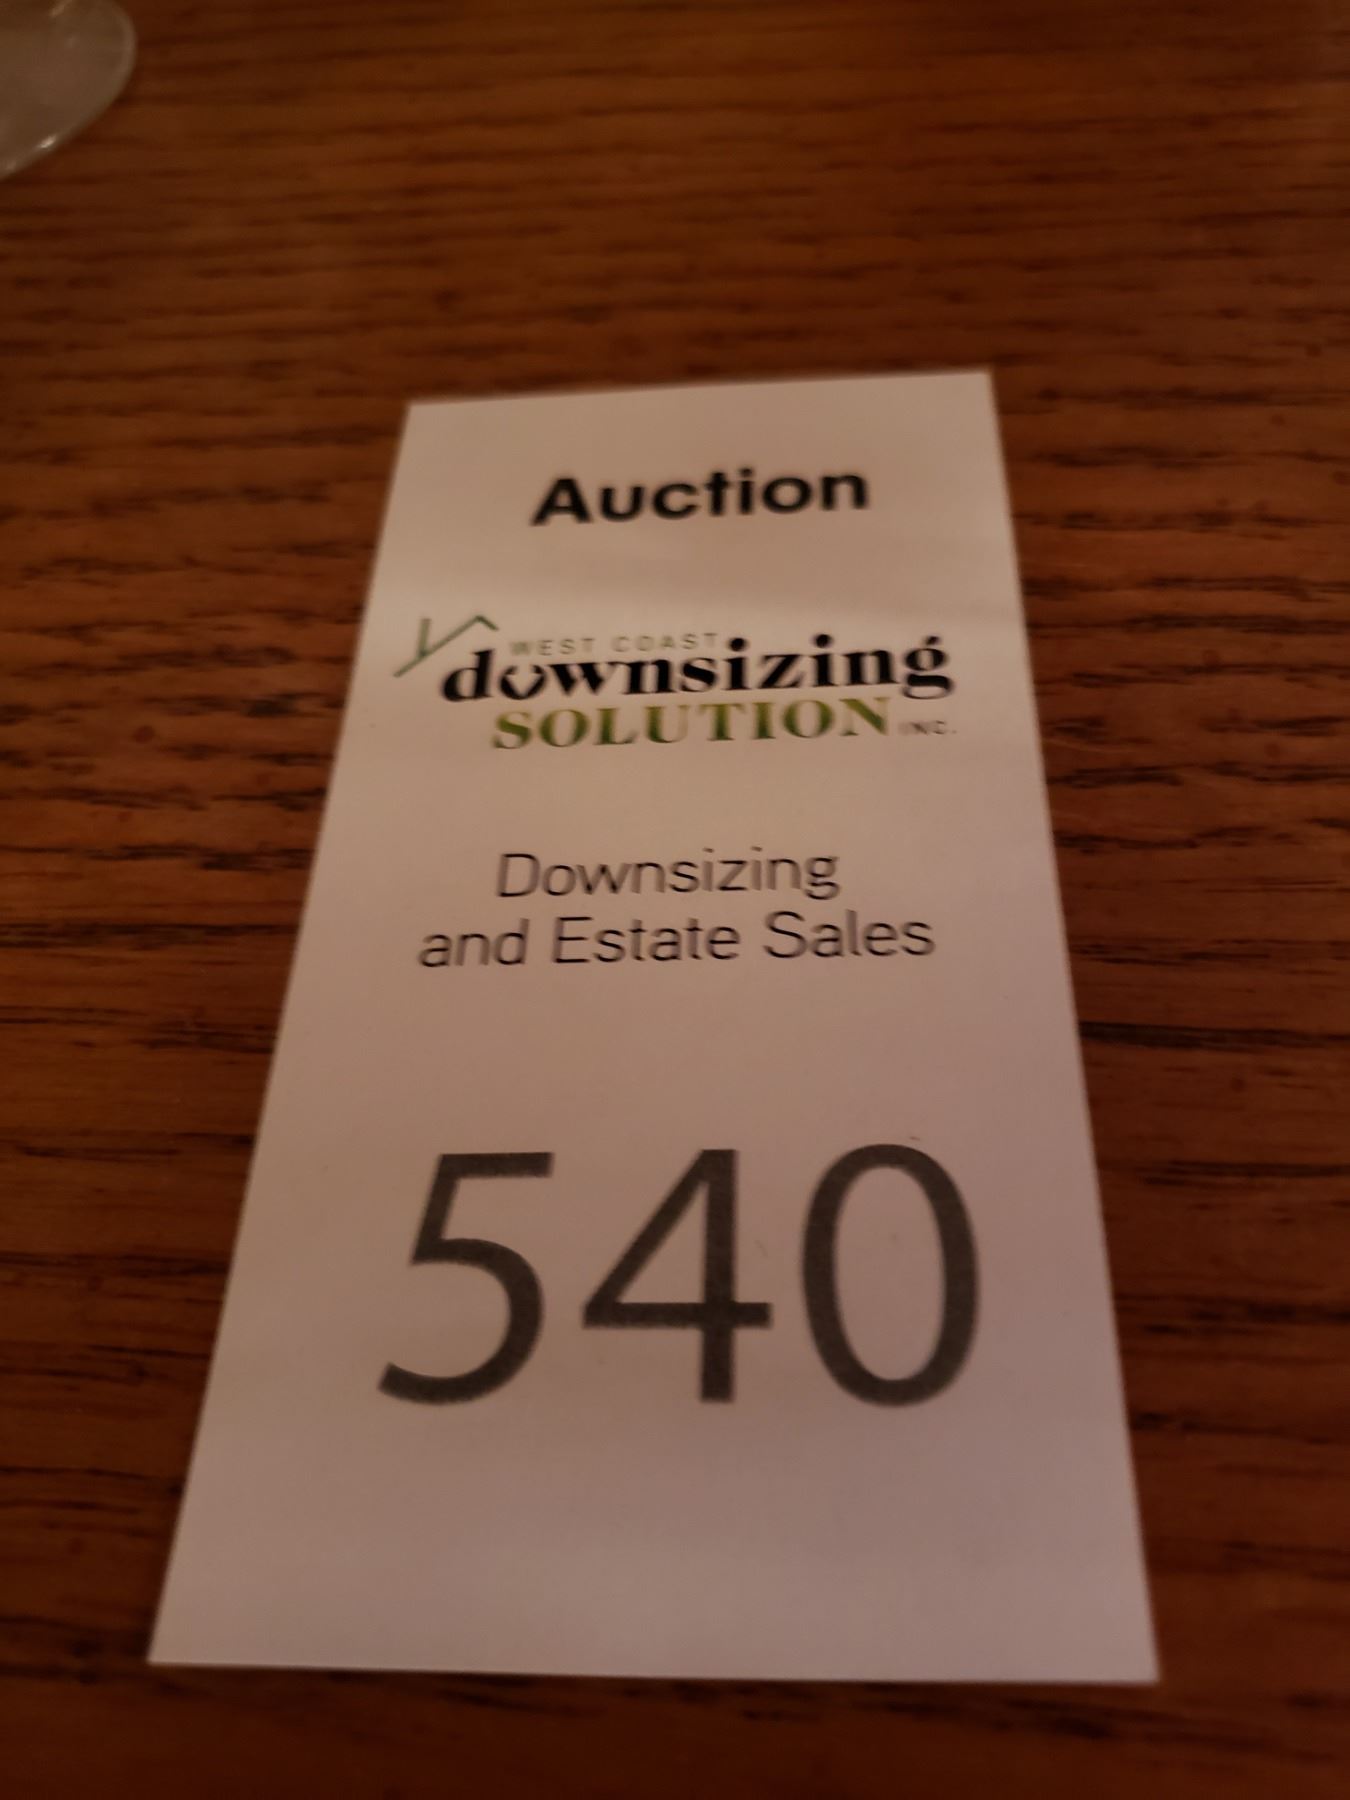 Auction
WEST COAST
downsizing
SOLUTION INC.
Downsizing
and Estate Sales
540